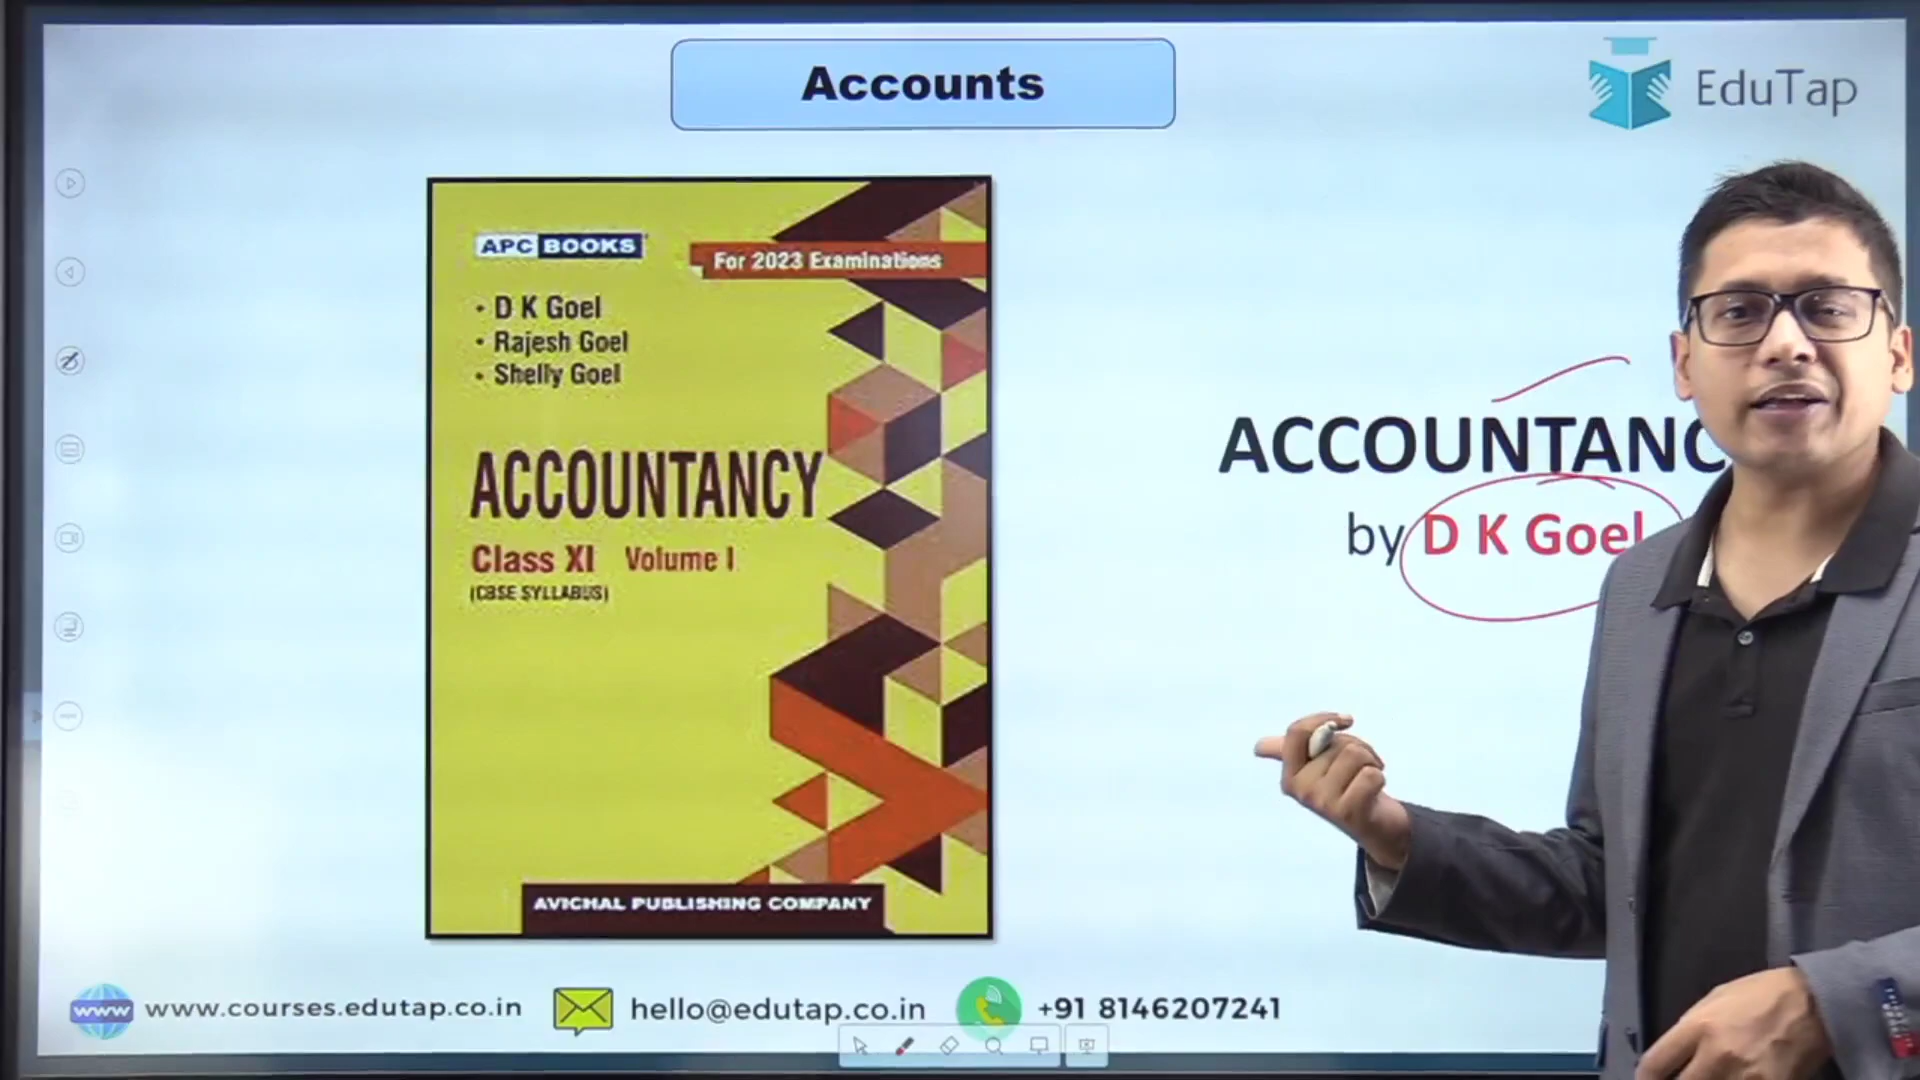 Accounts
EduTap
APC BOOKS
For 2023 Examinations
• D K Goel
• Rajesh Goel
• Shelly Goel
ACCOUNTANCY
Class XI Volume I
(CBSE SYLLABUS)
AVICHAL PUBLISHING COMPANY
ACCOUNTANC
by D K Goel
www www.courses.edutap.co.in
hello@edutap.co.in
+91 8146207241